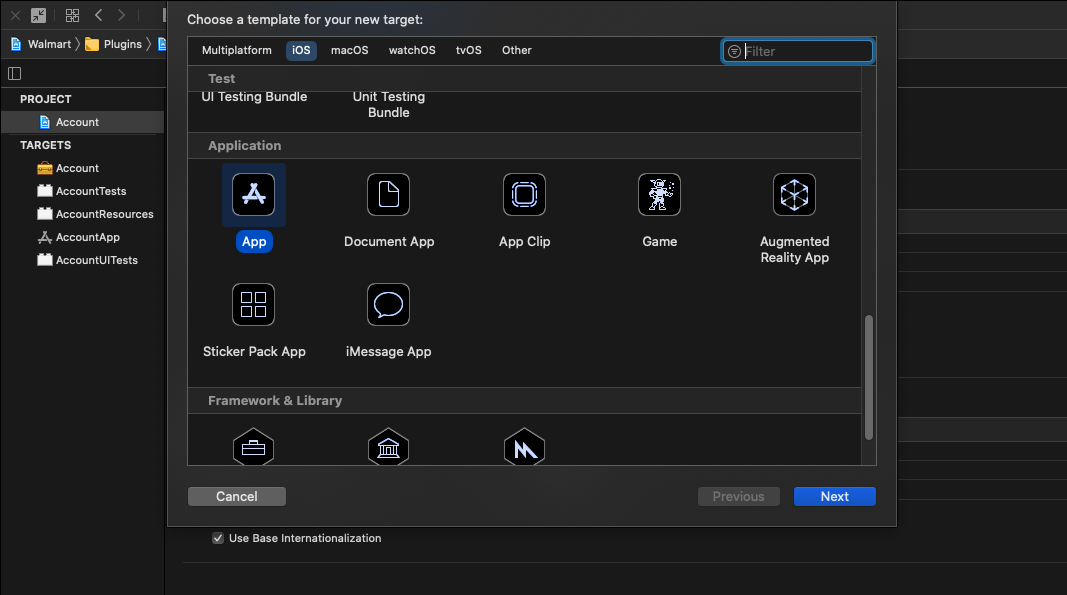 Choose a template for your new target:
Multiplatform iOS macOS watchOS tvOS Other
Filter
Walmart Plugins
Test
UI Testing Bundle
Unit Testing
Bundle
PROJECT
Account
TARGETS
Account
AccountTests
AccountResources
AccountApp
AccountUITests
Application
App
Document App
App Clip
Game
Augmented
Reality App
Sticker Pack App
iMessage App
Framework & Library
Cancel
Previous
Next
Use Base Internationalization